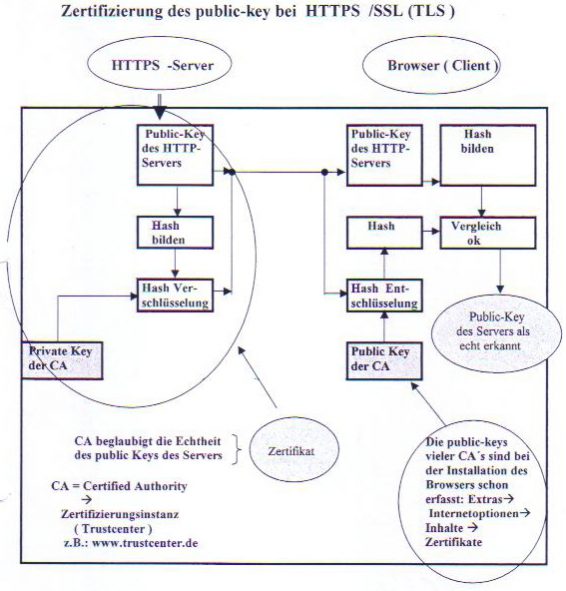 Zertifizierung des public-key bei HTTPS /SSL (TLS )
HTTPS -Server
Browser ( Client )
Public-Key
des HTTP-
Servers
Public-Key
des HTTP-
Servers
Hash
bilden
Hash
bilden
Hash
Vergleich
ok
Hash Ver-
schlüsselung
Hash Ent-
schlüsselung
Public-Key
des Servers als
echt erkannt
Private Key
der CA
Public Key
der CA
CA beglaubigt die Echtheit
des public Keys des Servers
Zertifikat
CA = Certified Authority
→
Zertifizierungsinstanz
( Trustcenter )
z.B.: www.trustcenter.de
Die public-keys
vieler CA´s sind bei
der Installation des
Browsers schon
erfasst: Extras→
Internetoptionen→
Inhalte →
Zertifikate